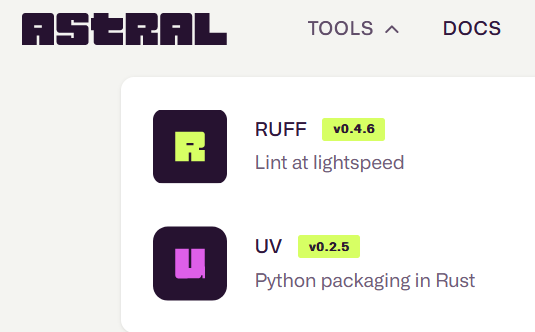 ASTRAL
TOOLS DOCS
R
RUFF v0.4.6
Lint at lightspeed
U
UV v0.2.5
Python packaging in Rust